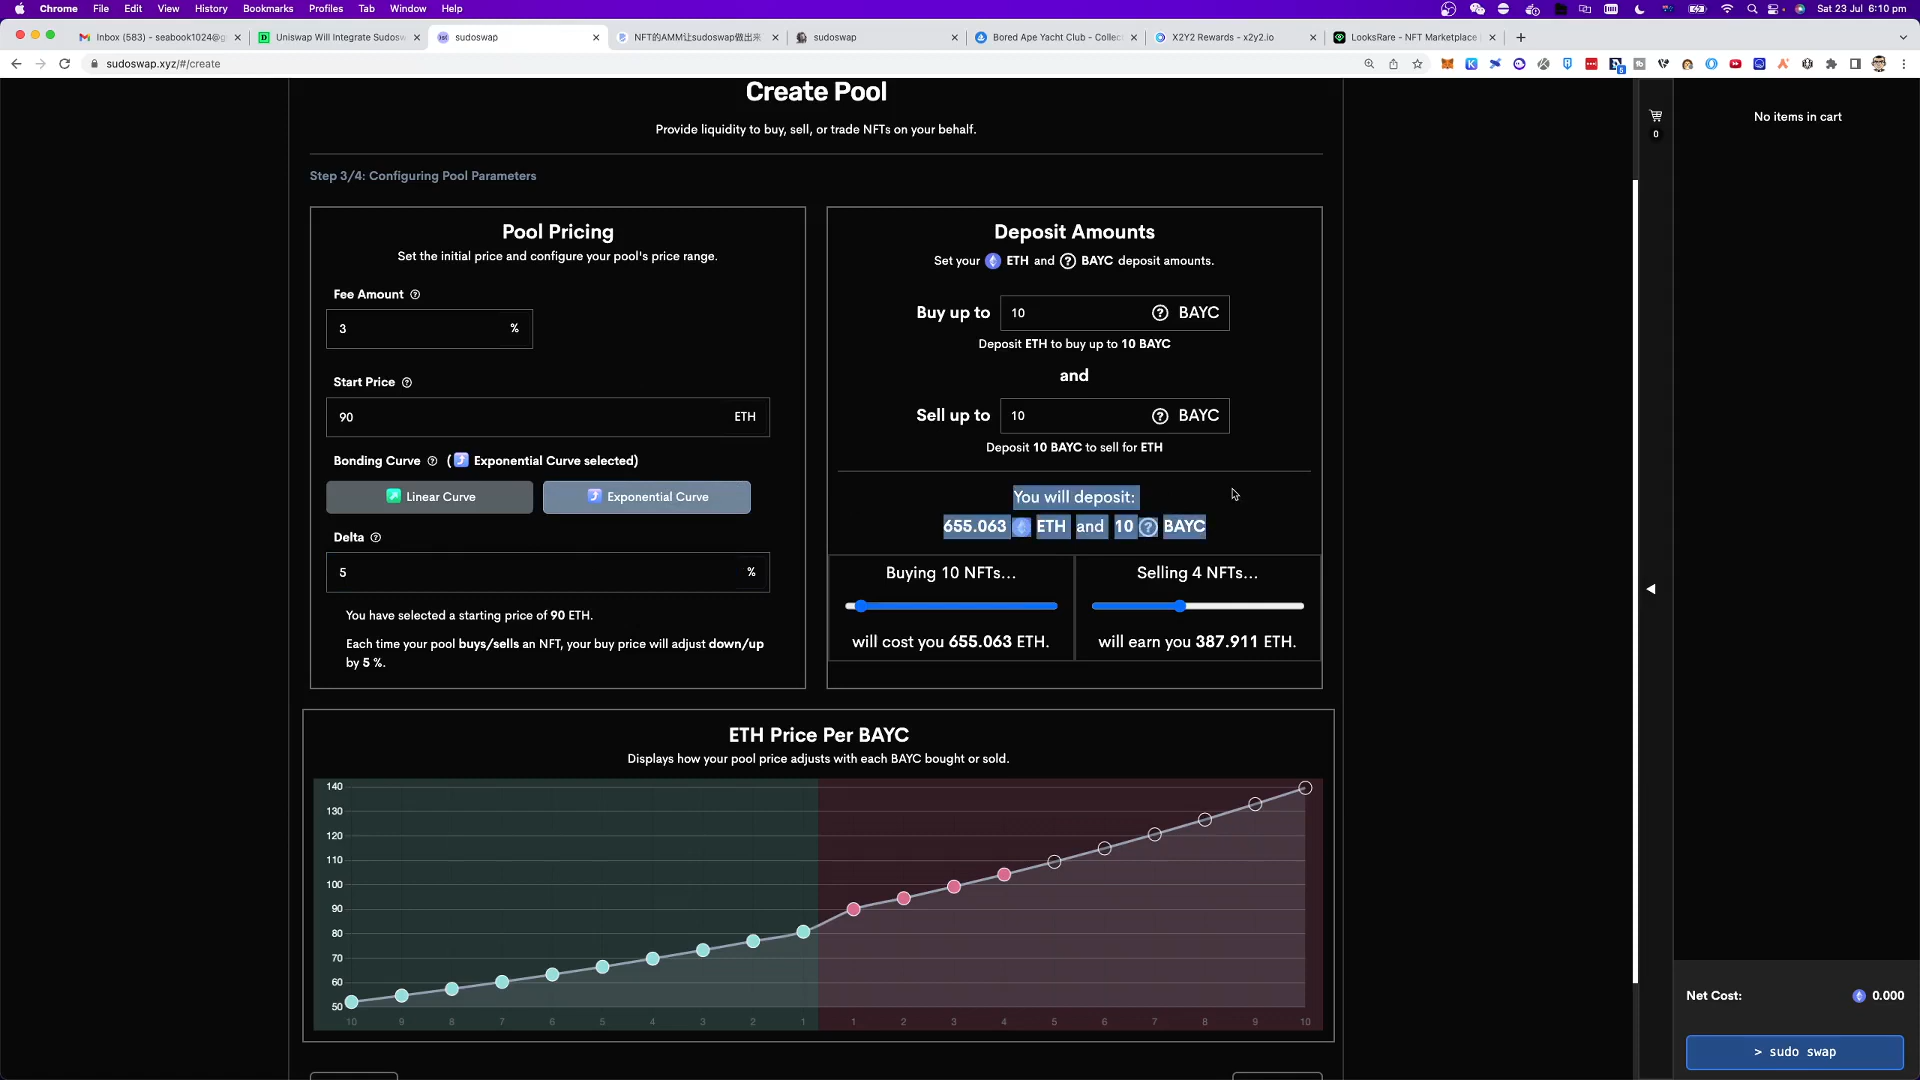 Chrome File Edit View History Bookmarks Profiles Tab Window Help Sat 23 Jul 6:10 pm
Inbox (583) - seabook1024@g
Uniswap Will Integrate Sudosw
sudoswap
NFT的AMM让sudoswap做出来
sudoswap
Bored Ape Yacht Club - Collec
X2Y2 Rewards - x2y2.io
LooksRare - NFT Marketplace
sudoswap.xyz/#/create
Create Pool
Provide liquidity to buy, sell, or trade NFTs on your behalf.
Step 3/4: Configuring Pool Parameters
Pool Pricing
Set the initial price and configure your pool's price range.
Fee Amount
3 %
Start Price
90 ETH
Bonding Curve ( Exponential Curve selected)
Linear Curve Exponential Curve
Delta
5 %
You have selected a starting price of 90 ETH.
Each time your pool buys/sells an NFT, your buy price will adjust down/up
by 5 %.
Deposit Amounts
Set your ETH and BAYC deposit amounts.
Buy up to 10 BAYC
Deposit ETH to buy up to 10 BAYC
and
Sell up to 10 BAYC
Deposit 10 BAYC to sell for ETH
You will deposit:
655.063 ETH and 10 BAYC
Buying 10 NFTs...
will cost you 655.063 ETH.
Selling 4 NFTs...
will earn you 387.911 ETH.
ETH Price Per BAYC
Displays how your pool price adjusts with each BAYC bought or sold.
140
130
120
110
100
90
80
70
60
50
10 9 8 7 6 5 4 3 2 1 1 2 3 4 5 6 7 8 9 10
0
No items in cart
Net Cost: 0.000
> sudo swap